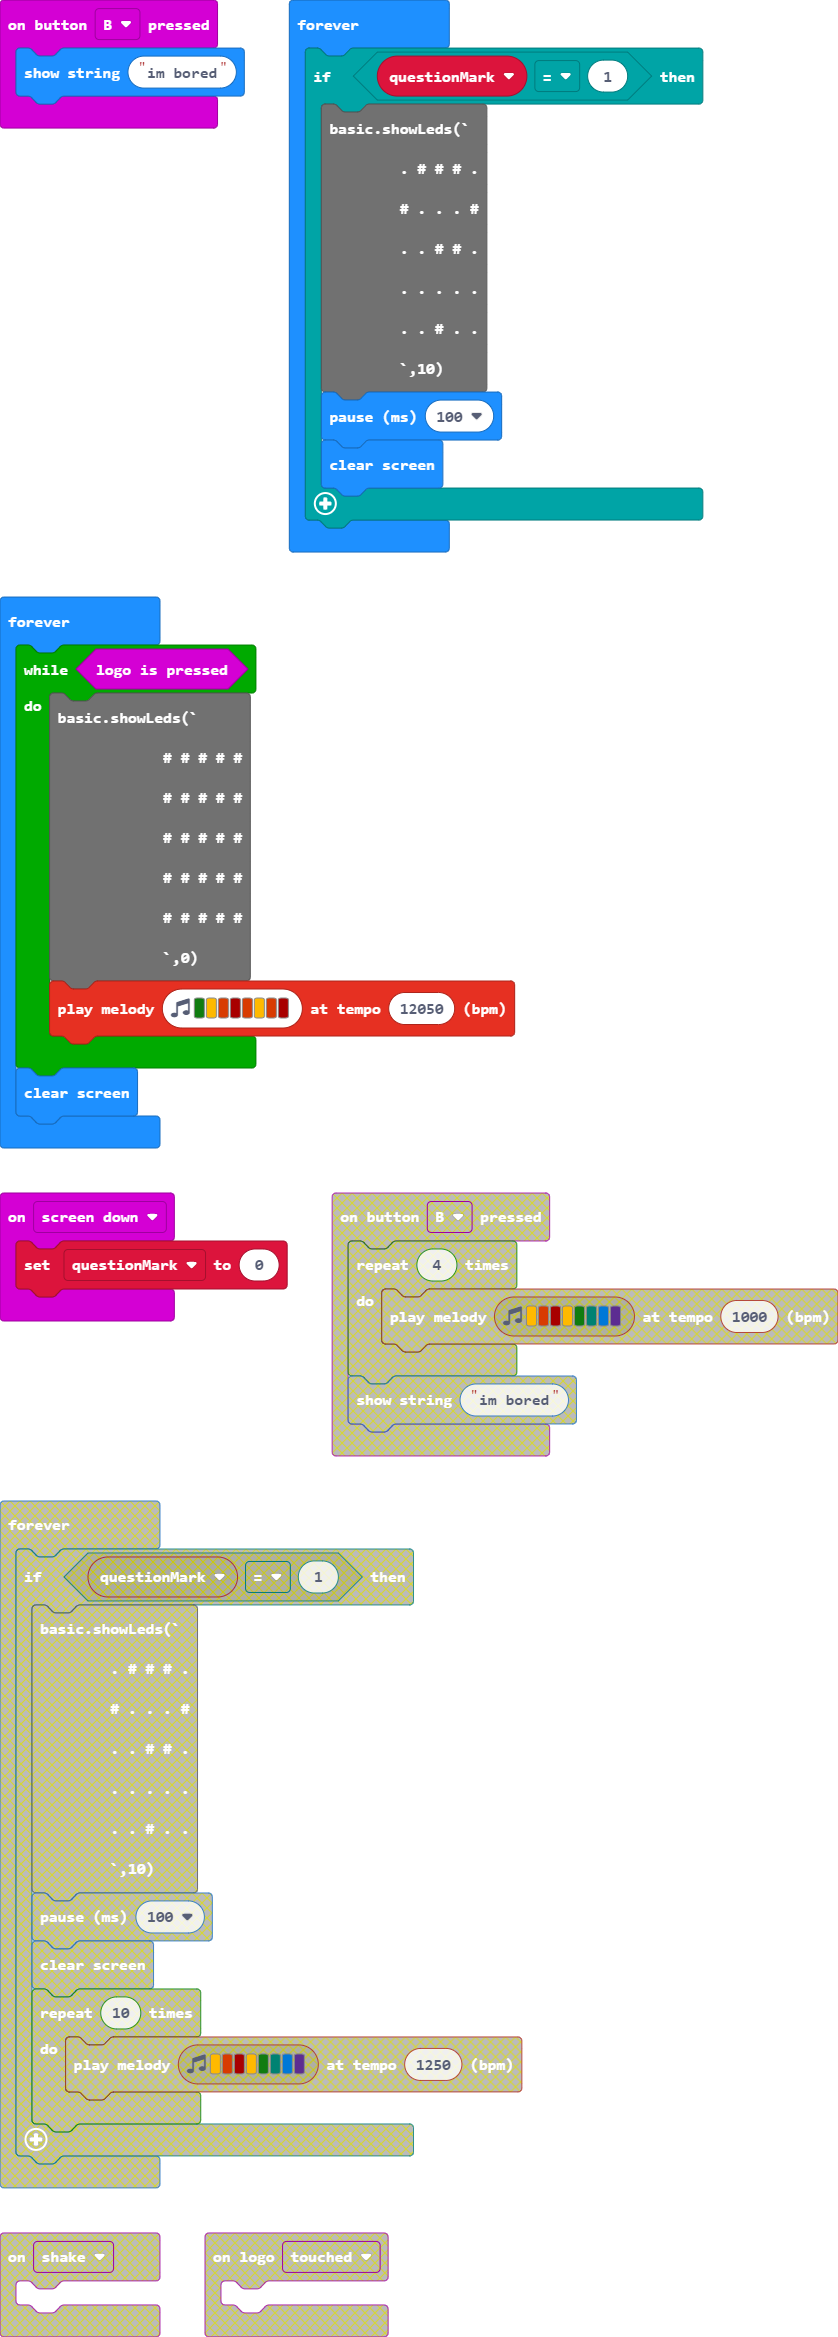 on button B pressed
show string "im bored"
forever
if questionMark = 1 then
basic.showLeds(`
. # # # .
# . . . #
. . # # .
. . . . .
. . # . .
`,10)
pause (ms) 100
clear screen
forever
while logo is pressed
do
basic.showLeds(`
# # # # #
# # # # #
# # # # #
# # # # #
# # # # #
`,0)
play melody at tempo 12050 (bpm)
clear screen
on screen down
set questionMark to 0
on button B pressed
repeat 4 times
do
play melody at tempo 1000 (bpm)
show string "im bored"
forever
if questionMark = 1 then
basic.showLeds(`
. # # # .
# . . . #
. . # # .
. . . . .
. . # . .
`,10)
pause (ms) 100
clear screen
repeat 10 times
do
play melody at tempo 1250 (bpm)
on shake
on logo touched